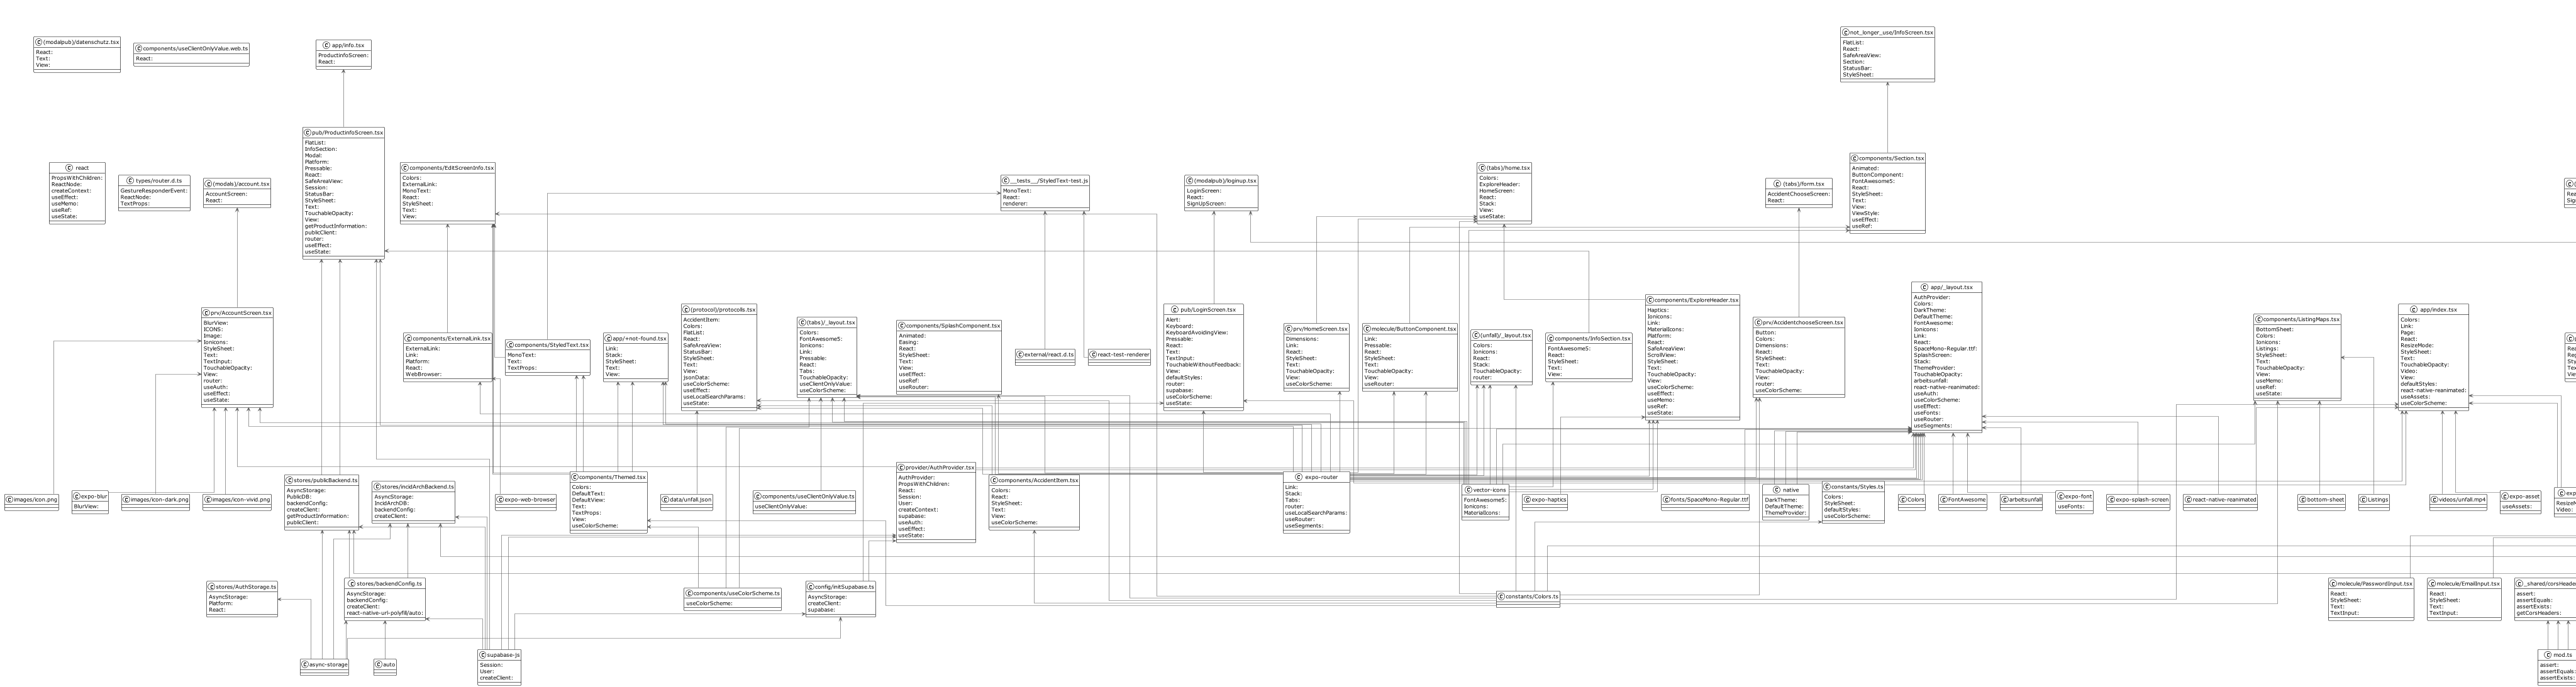 (modalpub)/datenschutz.tsx
React:
Text:
View:
components/useClientOnlyValue.web.ts
React:
app/info.tsx
ProductInfoScreen:
React:
not_longer_use/InfoScreen.tsx
FlatList:
React:
SafeAreaView:
Section:
StatusBar:
StyleSheet:
pub/ProductinfoScreen.tsx
FlatList:
InfoSection:
Modal:
Platform:
Pressable:
React:
SafeAreaView:
Session:
StatusBar:
StyleSheet:
Text:
TouchableOpacity:
View:
getProductInformation:
publicClient:
router:
useEffect:
useState:
react
PropsWithChildren:
ReactNode:
createContext:
useEffect:
useMemo:
useRef:
useState:
types/router.d.ts
GestureResponderEvent:
ReactNode:
TextProps:
(modals)/account.tsx
AccountScreen:
React:
components/EditScreenInfo.tsx
Colors:
ExternalLink:
MonoText:
React:
StyleSheet:
Text:
View:
__tests__/StyledText-test.js
MonoText:
React:
renderer:
(modalpub)/loginup.tsx
LoginScreen:
React:
SignUpScreen:
(tabs)/home.tsx
Colors:
ExploreHeader:
HomeScreen:
React:
Stack:
View:
useState:
(tabs)/form.tsx
AccidentChooseScreen:
React:
components/Section.tsx
Animated:
ButtonComponent:
FontAwesome5:
React:
StyleSheet:
Text:
View:
ViewStyle:
useEffect:
useRef:
prv/AccountScreen.tsx
BlurView:
ICONS:
Image:
Ionicons:
StyleSheet:
Text:
TextInput:
TouchableOpacity:
View:
router:
useAuth:
useEffect:
useState:
components/ExternalLink.tsx
ExternalLink:
Link:
Platform:
React:
WebBrowser:
components/StyledText.tsx
MonoText:
Text:
TextProps:
app/+not-found.tsx
Link:
Stack:
StyleSheet:
Text:
View:
(protocol)/protocolls.tsx
AccidentItem:
Colors:
FlatList:
React:
SafeAreaView:
StatusBar:
StyleSheet:
Text:
View:
jsonData:
useColorScheme:
useEffect:
useLocalSearchParams:
useState:
(tabs)/_layout.tsx
Colors:
FontAwesome5:
Ionicons:
Link:
Pressable:
React:
Tabs:
TouchableOpacity:
useClientOnlyValue:
useColorScheme:
components/SplashComponent.tsx
Animated:
Easing:
React:
StyleSheet:
Text:
View:
useEffect:
useRef:
useRouter:
external/react.d.ts
react-test-renderer
pub/LoginScreen.tsx
Alert:
Keyboard:
KeyboardAvoidingView:
Pressable:
React:
Text:
TextInput:
TouchableWithoutFeedback:
View:
defaultStyles:
router:
supabase:
useColorScheme:
useState:
prv/HomeScreen.tsx
Dimensions:
Link:
React:
StyleSheet:
Text:
TouchableOpacity:
View:
useColorScheme:
molecule/ButtonComponent.tsx
Link:
Pressable:
React:
StyleSheet:
Text:
TouchableOpacity:
View:
useRouter:
(unfall)/_layout.tsx
Colors:
Ionicons:
React:
Stack:
TouchableOpacity:
router:
components/InfoSection.tsx
FontAwesome5:
React:
StyleSheet:
Text:
View:
components/ExploreHeader.tsx
Haptics:
Ionicons:
Link:
MaterialIcons:
Platform:
React:
SafeAreaView:
ScrollView:
StyleSheet:
Text:
TouchableOpacity:
View:
useColorScheme:
useEffect:
useMemo:
useRef:
useState:
prv/AccidentchooseScreen.tsx
Button:
Colors:
Dimensions:
React:
StyleSheet:
Text:
TouchableOpacity:
View:
router:
useColorScheme:
app/_layout.tsx
AuthProvider:
Colors:
DarkTheme:
DefaultTheme:
FontAwesome:
Ionicons:
Link:
React:
SpaceMono-Regular.ttf:
SplashScreen:
Stack:
ThemeProvider:
TouchableOpacity:
arbeitsunfall:
react-native-reanimated:
useAuth:
useColorScheme:
useEffect:
useFonts:
useRouter:
useSegments:
components/ListingMaps.tsx
BottomSheet:
Colors:
Ionicons:
Listings:
StyleSheet:
Text:
TouchableOpacity:
View:
useMemo:
useRef:
useState:
app/index.tsx
Colors:
Link:
Page:
React:
ResizeMode:
StyleSheet:
Text:
TouchableOpacity:
Video:
View:
defaultStyles:
react-native-reanimated:
useAssets:
useColorScheme:
images/icon.png
expo-blur
BlurView:
images/icon-dark.png
images/icon-vivid.png
stores/publicBackend.ts
AsyncStorage:
PublicDB:
backendConfig:
createClient:
getProductInformation:
publicClient:
stores/incidArchBackend.ts
AsyncStorage:
IncidArchDB:
backendConfig:
createClient:
expo-web-browser
components/Themed.tsx
Colors:
DefaultText:
DefaultView:
Text:
TextProps:
View:
useColorScheme:
data/unfall.json
components/useClientOnlyValue.ts
useClientOnlyValue:
provider/AuthProvider.tsx
AuthProvider:
PropsWithChildren:
React:
Session:
User:
createContext:
supabase:
useAuth:
useEffect:
useState:
components/AccidentItem.tsx
Colors:
React:
StyleSheet:
Text:
View:
useColorScheme:
expo-router
Link:
Stack:
Tabs:
router:
useLocalSearchParams:
useRouter:
useSegments:
vector-icons
FontAwesome5:
Ionicons:
MaterialIcons:
expo-haptics
fonts/SpaceMono-Regular.ttf
native
DarkTheme:
DefaultTheme:
ThemeProvider:
constants/Styles.ts
Colors:
StyleSheet:
defaultStyles:
useColorScheme:
Colors
FontAwesome
arbeitsunfall
expo-font
useFonts:
expo-splash-screen
react-native-reanimated
bottom-sheet
Listings
videos/unfall.mp4
expo-asset
useAssets:
Video:
stores/AuthStorage.ts
AsyncStorage:
Platform:
React:
stores/backendConfig.ts
AsyncStorage:
backendConfig:
createClient:
react-native-url-polyfill/auto:
components/useColorScheme.ts
useColorScheme:
config/initSupabase.ts
AsyncStorage:
createClient:
supabase:
constants/Colors.ts
molecule/PasswordInput.tsx
React:
StyleSheet:
Text:
TextInput:
molecule/EmailInput.tsx
React:
StyleSheet:
Text:
TextInput:
_shared/corsHeader
assert:
assertEquals:
assertExists:
getCorsHeaders:
async-storage
auto
supabase-js
Session:
User:
createClient:
mod.ts
assert:
assertEquals:
assertExists: